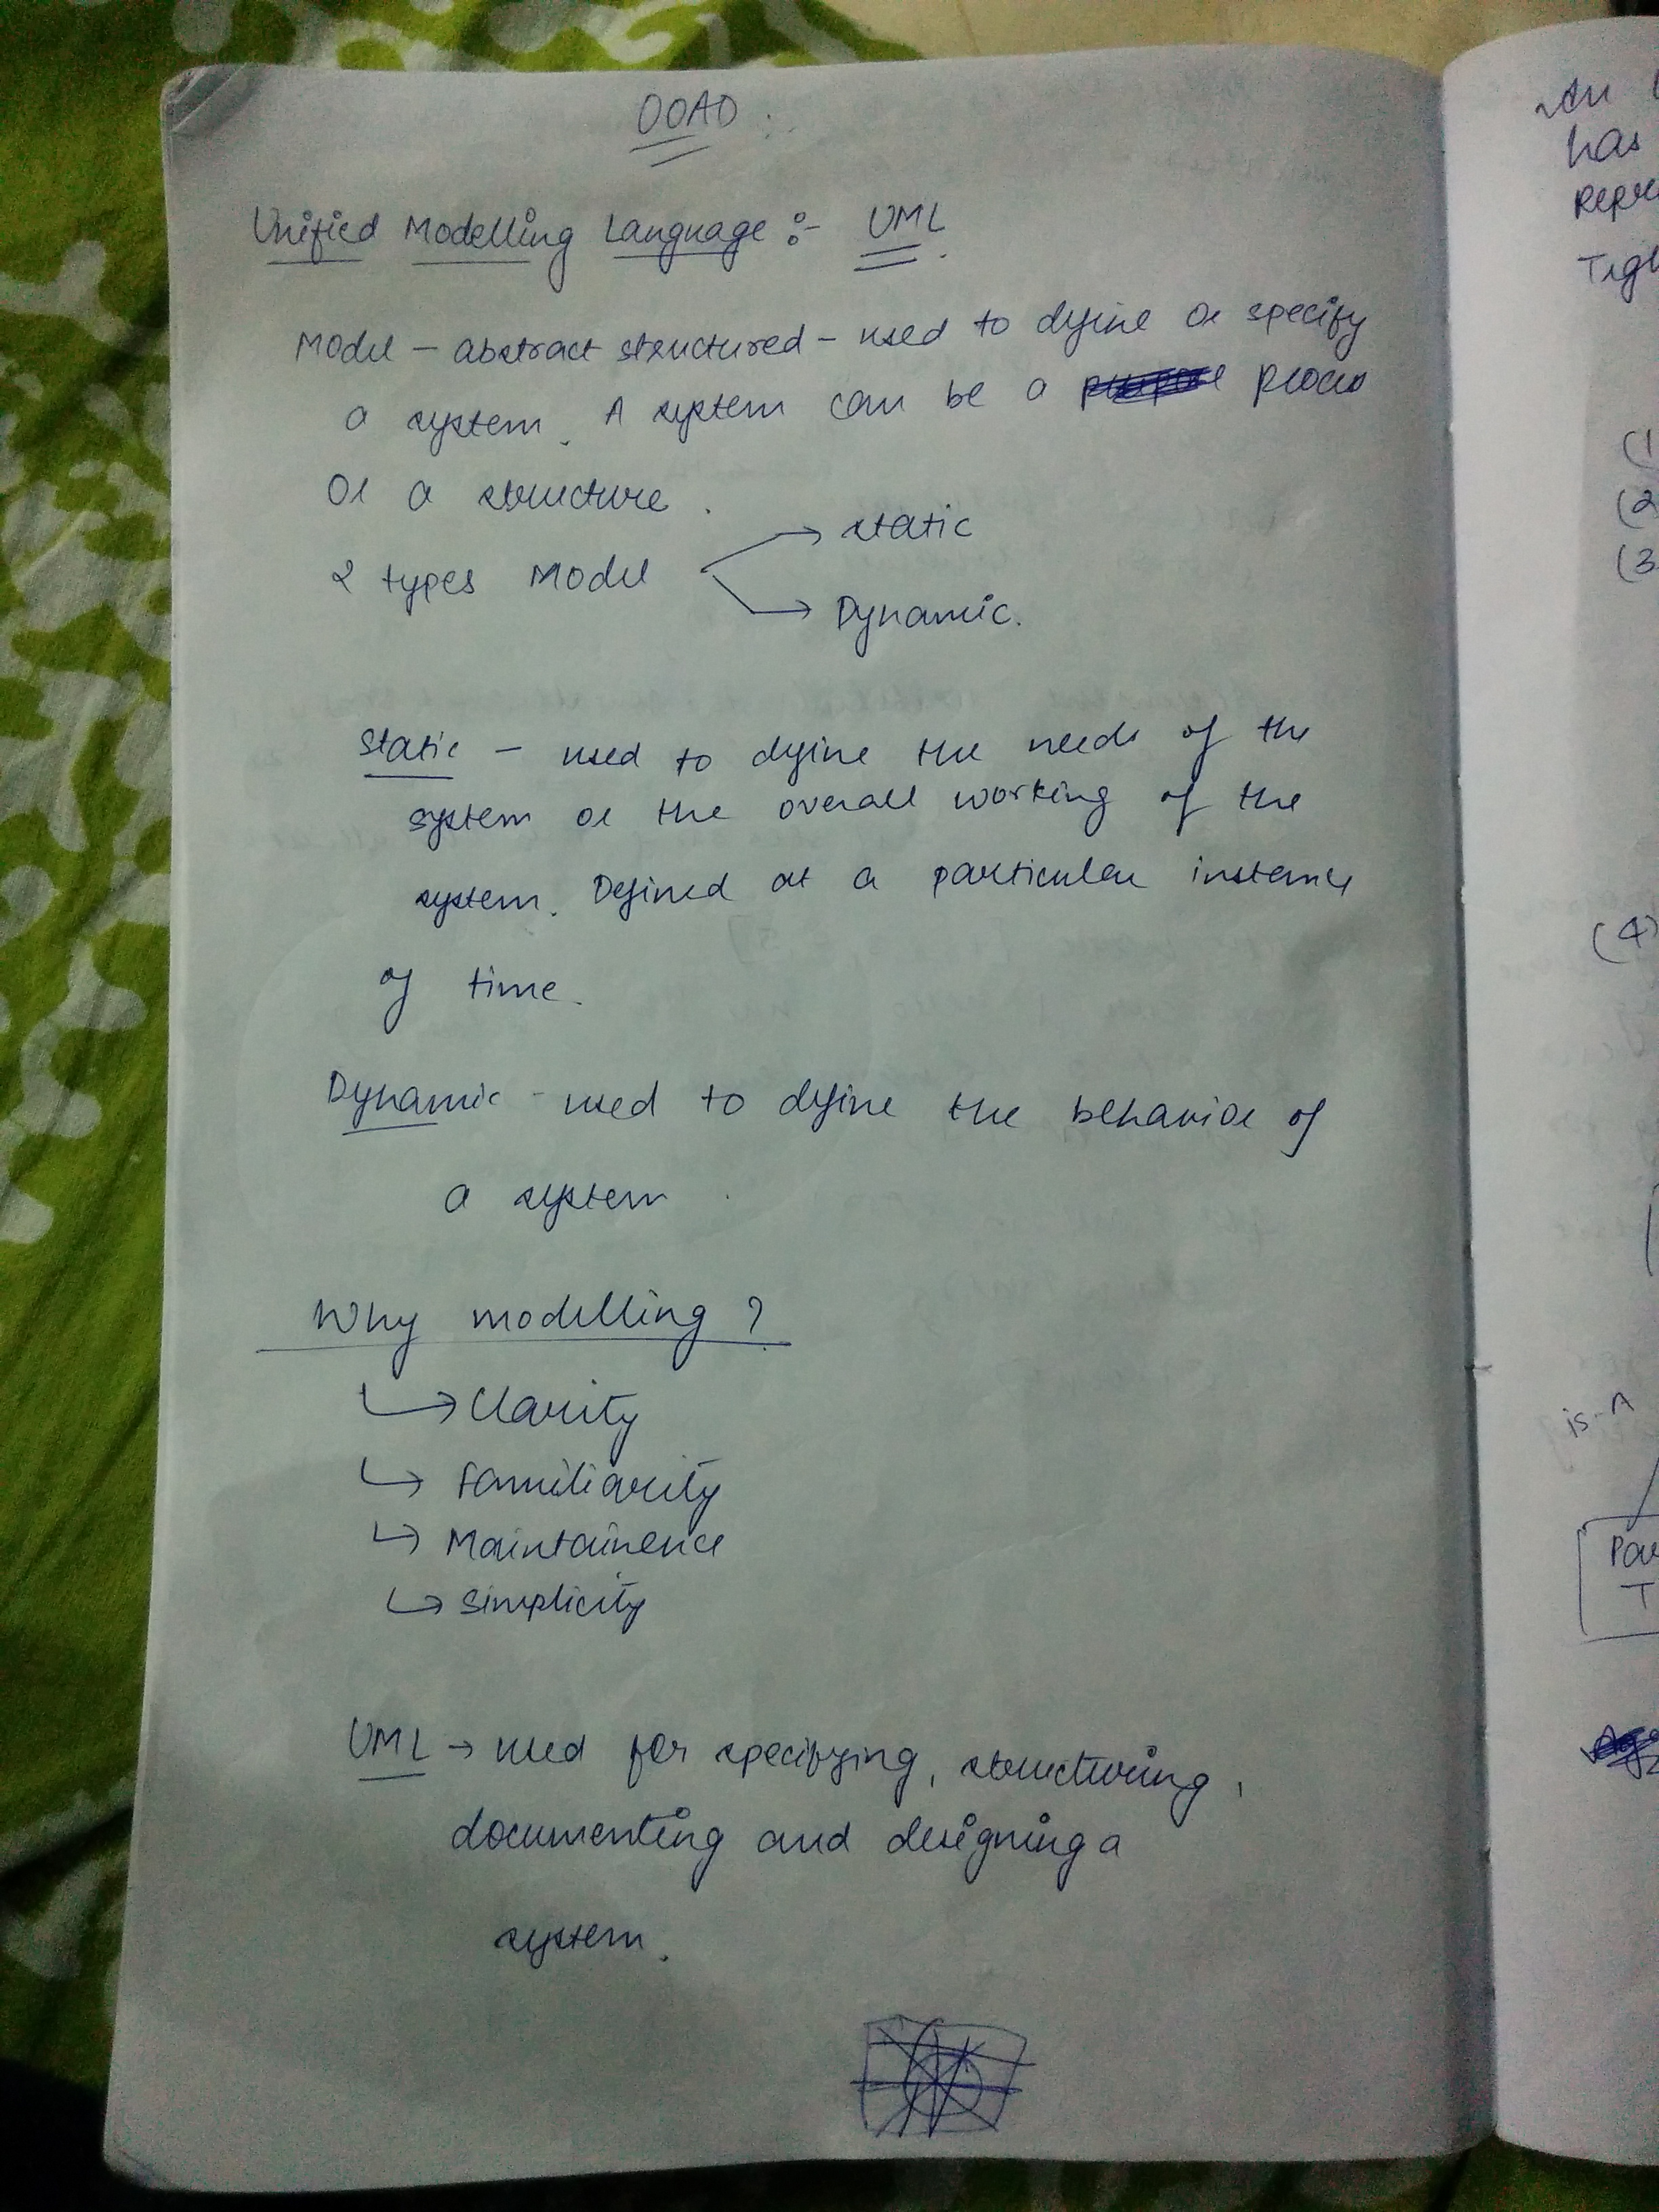 OOAD :
Unified Modelling Language :- UML.
Model - abstract structured - used to define or specify
a system. A system can be a process
or a structure.
2 types Model → static
→ Dynamic.
Static - used to define the needs of the
system or the overall working of the
system. Defined at a particular instance
of time.
Dynamic - used to define the behavior of
a system.
Why modelling ?
↳ Clarity
↳ Familiarity
↳ Maintainence
↳ Simplicity
UML → used for specifying, structuring,
documenting and designing a
system.
An
has
Repre
Tigh
(1
(2
(3
(4)
is-A
Par
T